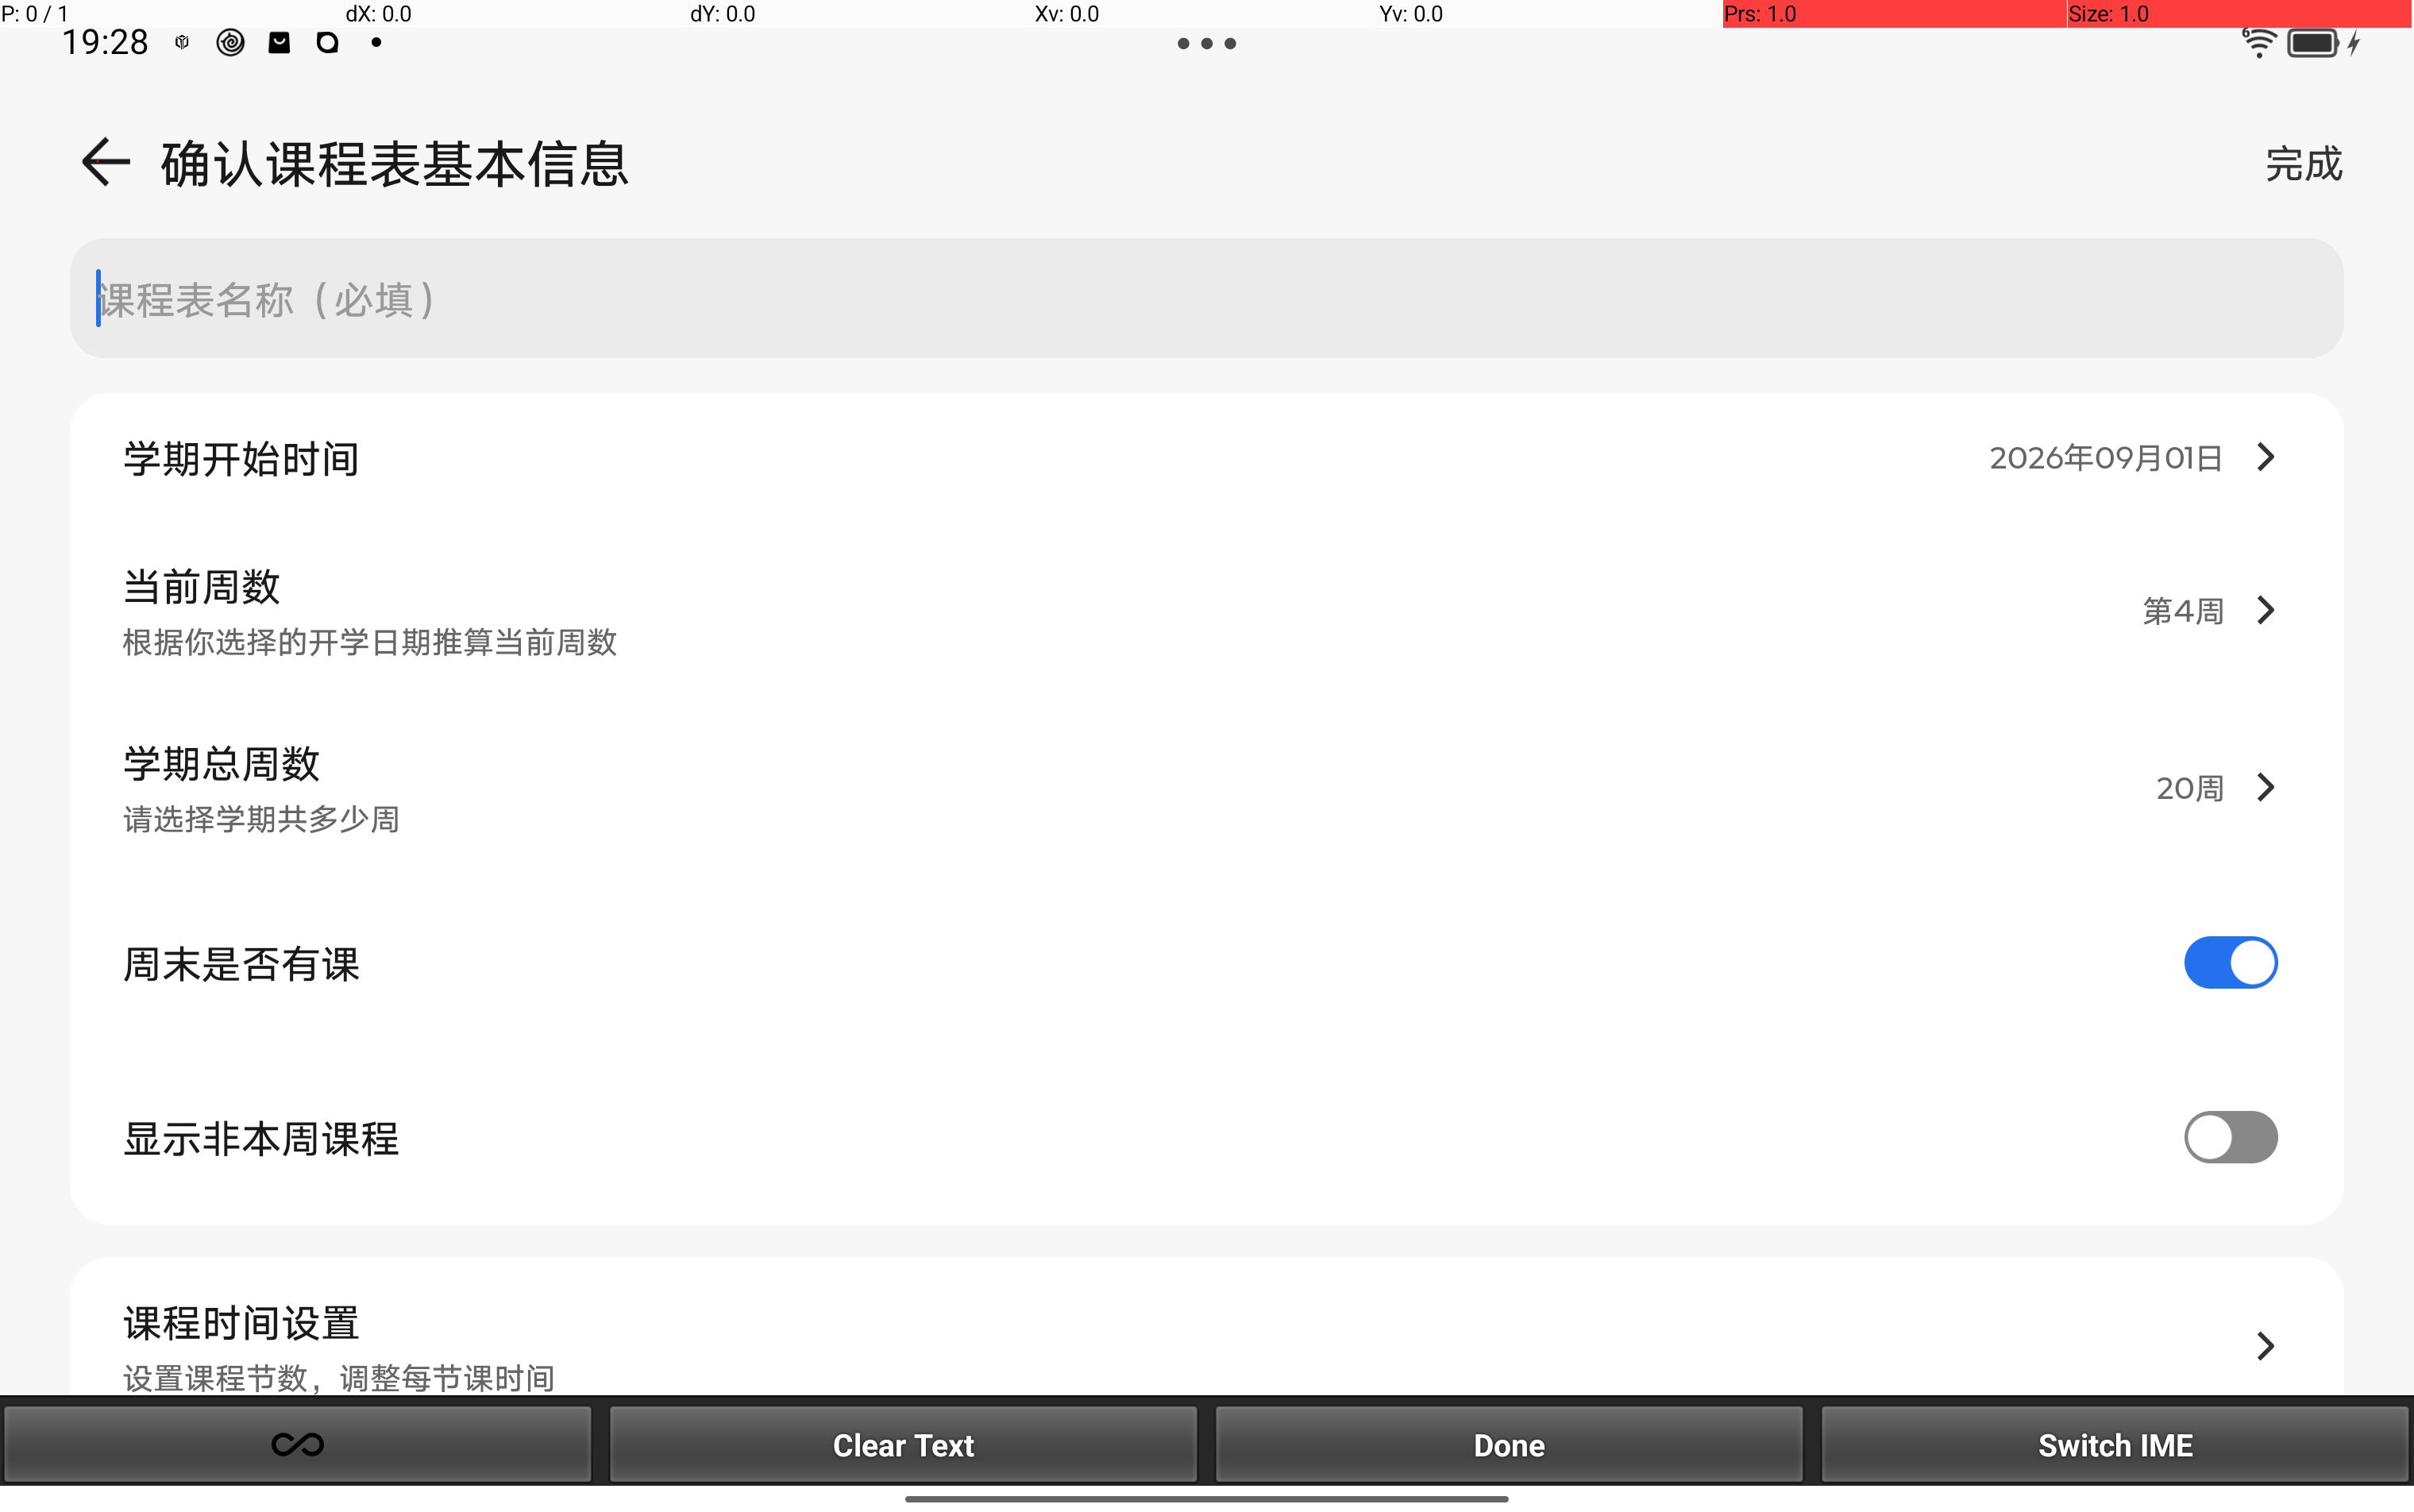 P: 0 / 1 dX: 0.0 dY: 0.0 Xv: 0.0 Yv: 0.0 Prs: 1.0 Size: 1.0
19:28
6
确认课程表基本信息 完成
课程表名称（必填）
学期开始时间 2026年09月01日
当前周数 第4周
根据你选择的开学日期推算当前周数
学期总周数 20周
请选择学期共多少周
周末是否有课
显示非本周课程
课程时间设置
设置课程节数，调整每节课时间
Clear Text Done Switch IME